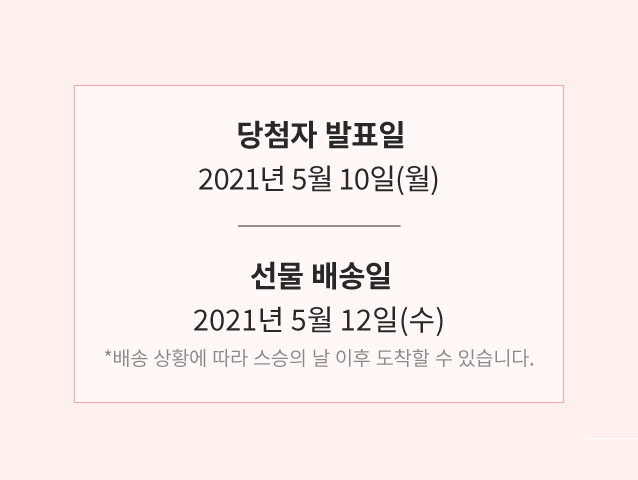 당첨자 발표일
2021년 5월 10일(월)
선물 배송일
2021년 5월 12일(수)
*배송 상황에 따라 스승의 날 이후 도착할 수 있습니다.